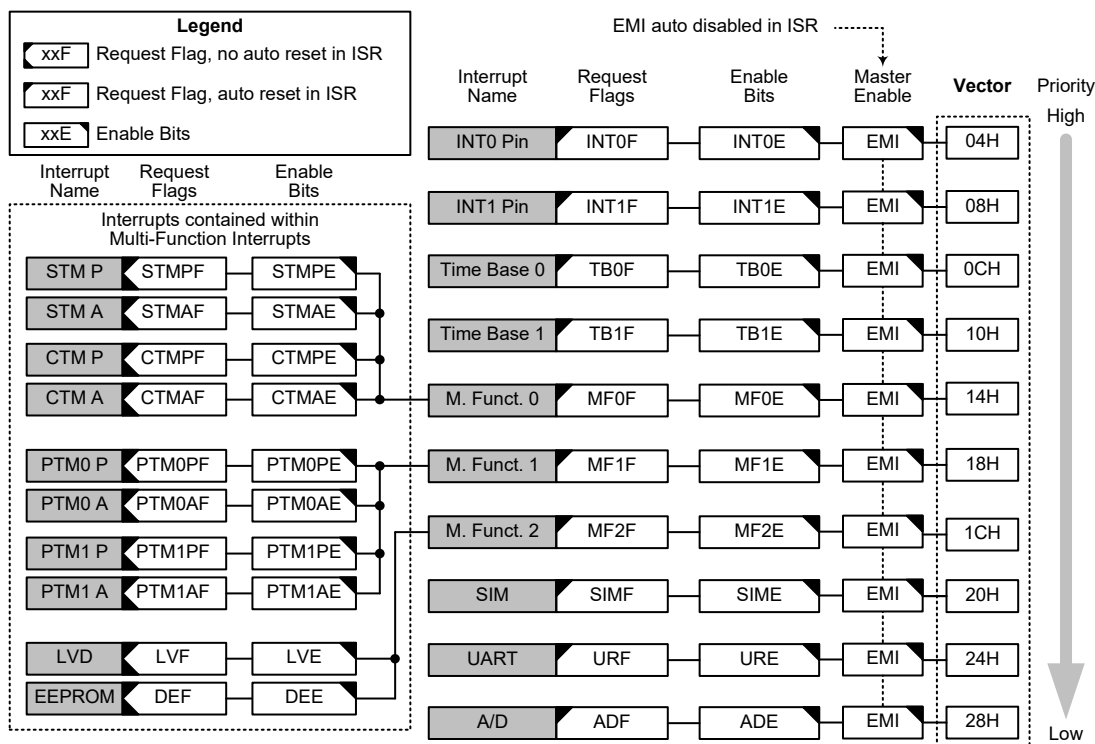 Legend
xxF Request Flag, no auto reset in ISR
xxF Request Flag, auto reset in ISR
xxE Enable Bits
EMI auto disabled in ISR
Interrupt Name Request Flags Enable Bits Master Enable Vector Priority
High
INT0 Pin INT0F INT0E EMI 04H
INT1 Pin INT1F INT1E EMI 08H
Time Base 0 TB0F TB0E EMI 0CH
Time Base 1 TB1F TB1E EMI 10H
M. Funct. 0 MF0F MF0E EMI 14H
M. Funct. 1 MF1F MF1E EMI 18H
M. Funct. 2 MF2F MF2E EMI 1CH
SIM SIMF SIME EMI 20H
UART URF URE EMI 24H
A/D ADF ADE EMI 28H
Low
Interrupt Name Request Flags Enable Bits
Interrupts contained within
Multi-Function Interrupts
STM P STMPF STMPE
STM A STMAF STMAE
CTM P CTMPF CTMPE
CTM A CTMAF CTMAE
PTM0 P PTM0PF PTM0PE
PTM0 A PTM0AF PTM0AE
PTM1 P PTM1PF PTM1PE
PTM1 A PTM1AF PTM1AE
LVD LVF LVE
EEPROM DEF DEE